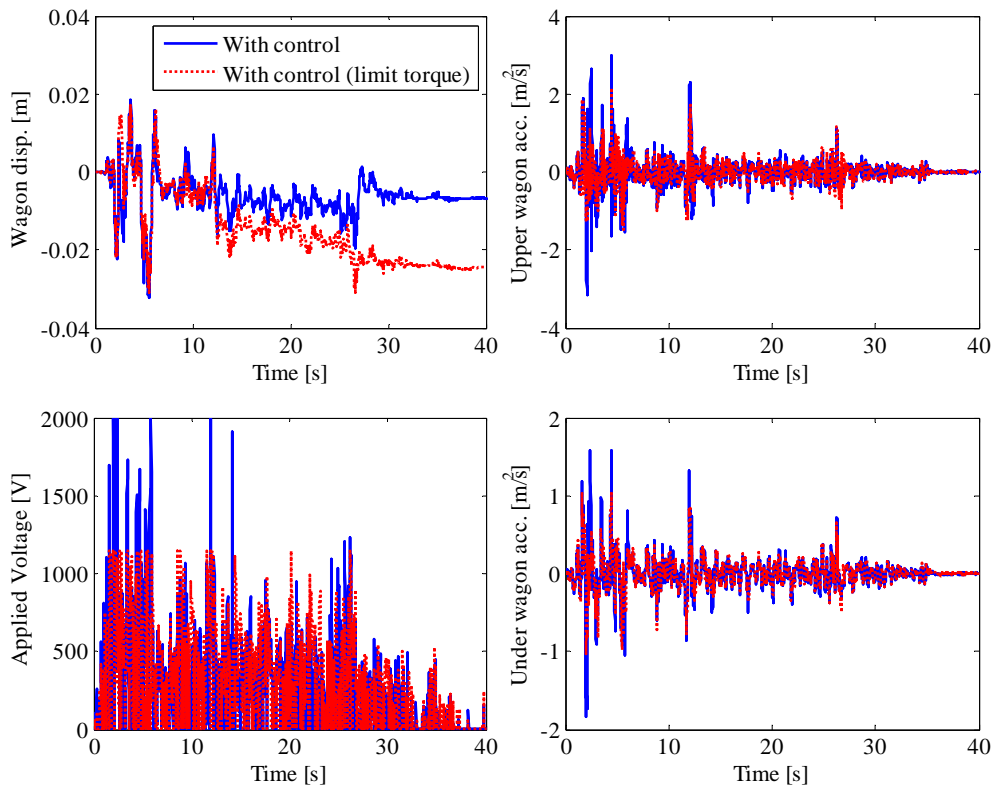 0.04
0.02
0
-0.02
-0.04
Wagon disp. [m]
With control
With control (limit torque)
0 10 20 30 40
Time [s]
4
2
0
-2
-4
Upper wagon acc. [m/s²]
0 10 20 30 40
Time [s]
2000
1500
1000
500
0
Applied Voltage [V]
0 10 20 30 40
Time [s]
2
1
0
-1
-2
Under wagon acc. [m/s²]
0 10 20 30 40
Time [s]